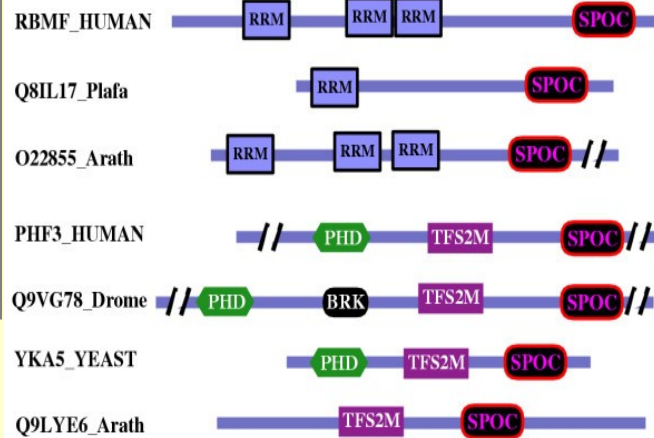 RBMF_HUMAN RRM RRM RRM SPOC
Q8IL17_Plafa RRM SPOC
O22855_Arath RRM RRM RRM SPOC //
PHF3_HUMAN // PHD TFS2M SPOC //
Q9VG78_Drome // PHD BRK TFS2M SPOC //
YKA5_YEAST PHD TFS2M SPOC
Q9LYE6_Arath TFS2M SPOC